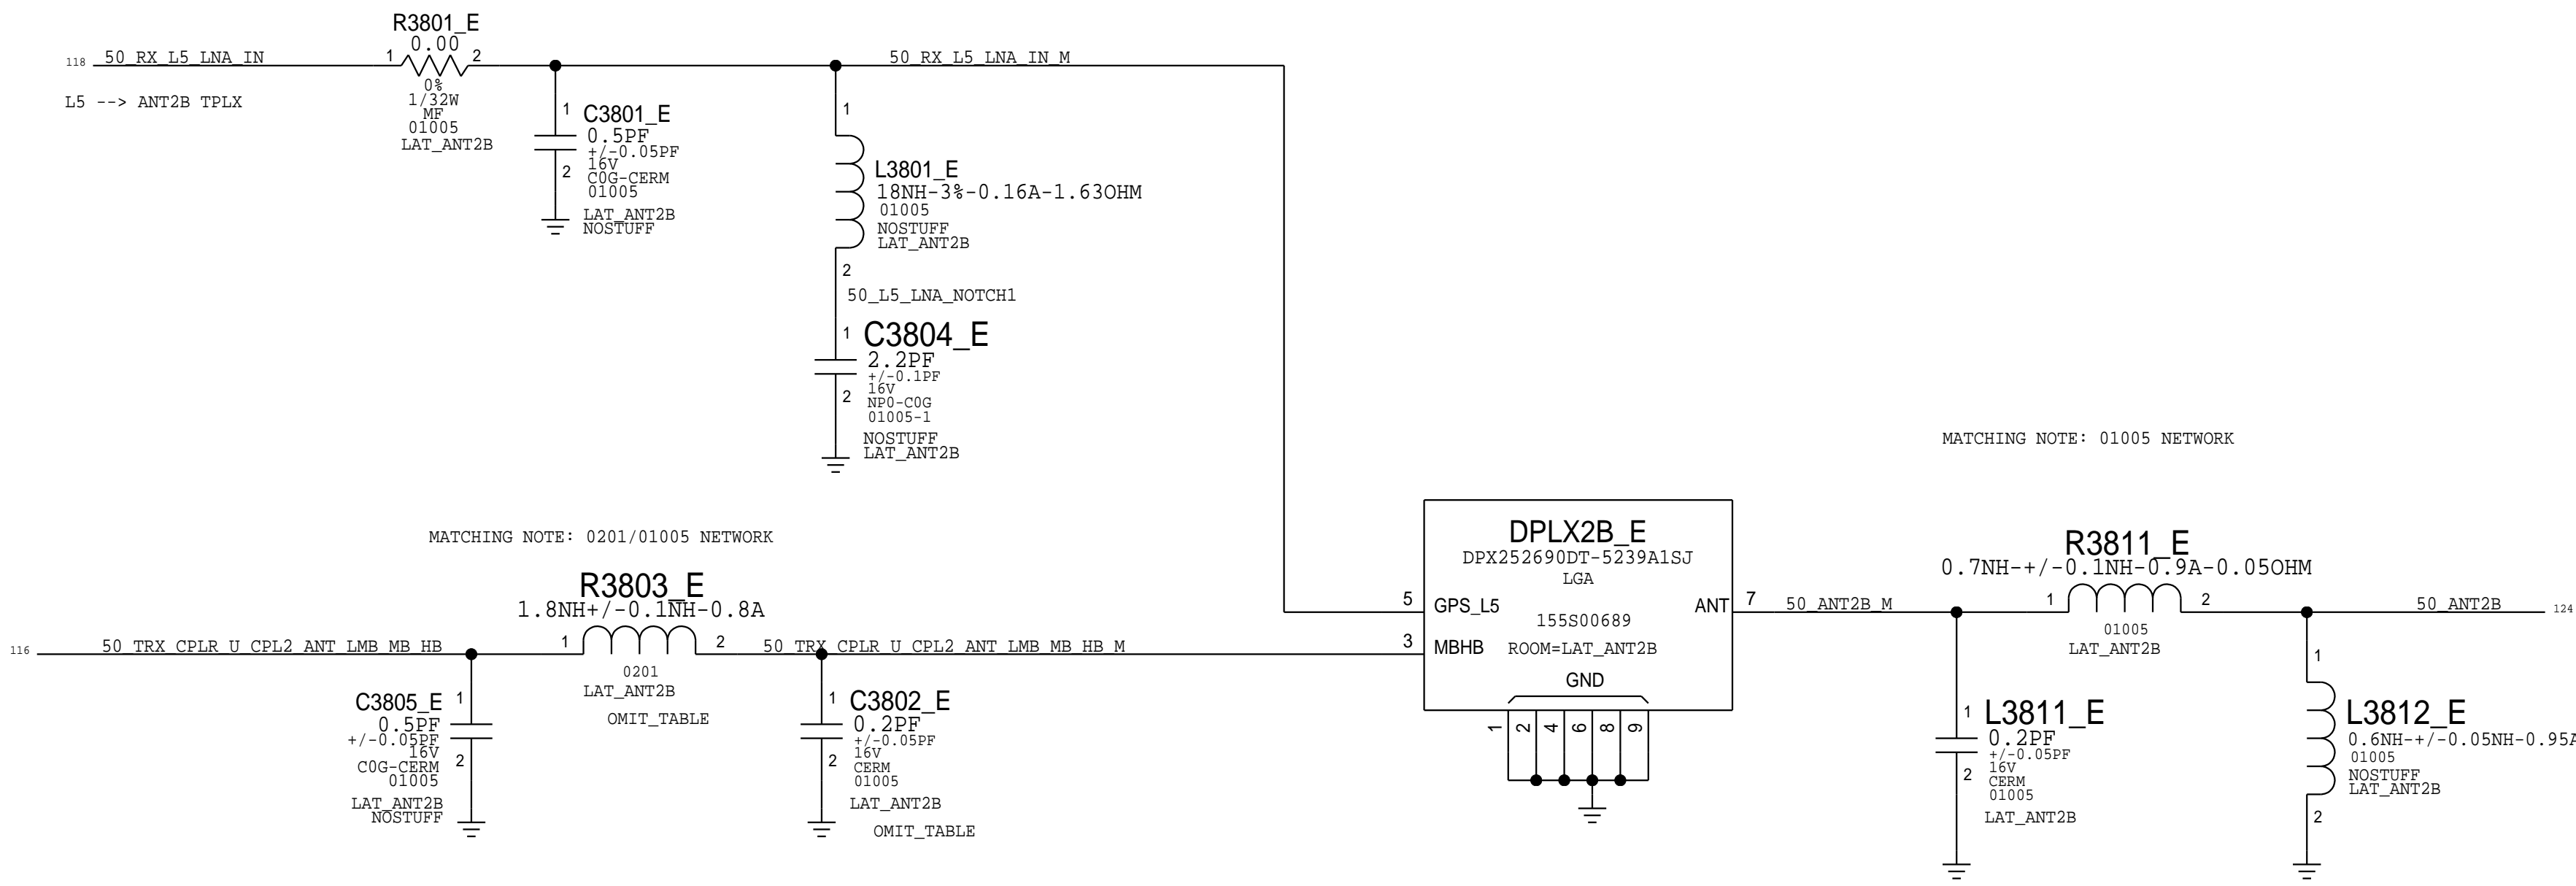 R3801_E
0.00
118
50_RX_L5_LNA_IN
1
2
0%
1/32W
MF
01005
LAT_ANT2B
L5 --> ANT2B TPLX
50_RX_L5_LNA_IN_M
1
C3801_E
0.5PF
+/-0.05PF
16V
2
C0G-CERM
01005
LAT_ANT2B
NOSTUFF
1
L3801_E
18NH-3%-0.16A-1.63OHM
01005
NOSTUFF
LAT_ANT2B
2
50_L5_LNA_NOTCH1
1
C3804_E
2.2PF
+/-0.1PF
16V
2
NP0-C0G
01005-1
NOSTUFF
LAT_ANT2B
MATCHING NOTE: 0201/01005 NETWORK
R3803_E
1.8NH+/-0.1NH-0.8A
116
50_TRX_CPLR_U_CPL2_ANT_LMB_MB_HB
1
2
0201
LAT_ANT2B
OMIT_TABLE
50_TRX_CPLR_U_CPL2_ANT_LMB_MB_HB_M
C3805_E
1
0.5PF
+/-0.05PF
16V
2
C0G-CERM
01005
LAT_ANT2B
NOSTUFF
1
C3802_E
0.2PF
+/-0.05PF
16V
2
CERM
01005
LAT_ANT2B
OMIT_TABLE
DPLX2B_E
DPX252690DT-5239A1SJ
LGA
5
GPS_L5
155S00689
ANT
7
3
MBHB
ROOM=LAT_ANT2B
GND
1
2
4
6
8
9
MATCHING NOTE: 01005 NETWORK
R3811_E
0.7NH-+/-0.1NH-0.9A-0.05OHM
50_ANT2B_M
1
2
01005
LAT_ANT2B
50_ANT2B
124
1
L3811_E
0.2PF
+/-0.05PF
16V
2
CERM
01005
LAT_ANT2B
1
L3812_E
0.6NH-+/-0.05NH-0.95A
01005
NOSTUFF
LAT_ANT2B
2